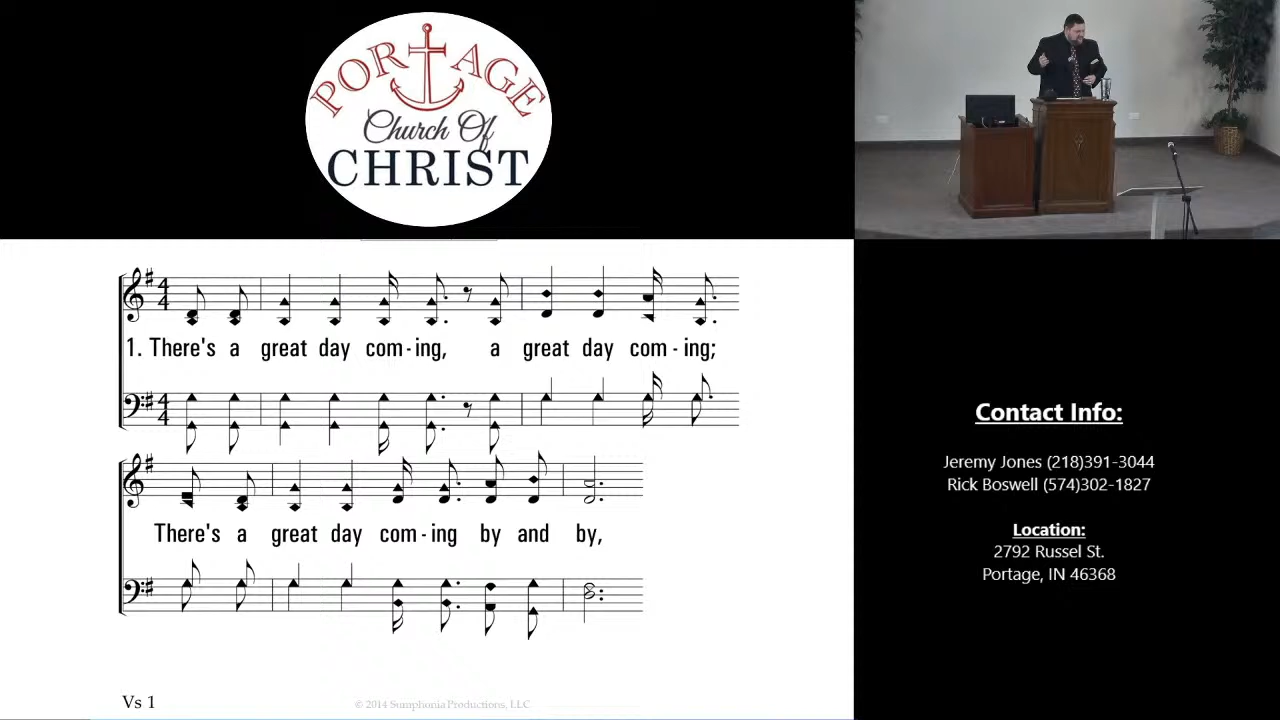 PORTAGE
Church Of
CHRIST
1. There's a great day com - ing, a great day com - ing;
There's a great day com - ing by and by,
Vs 1
© 2014 Sumphonia Productions, LLC
Contact Info:
Jeremy Jones (218)391-3044
Rick Boswell (574)302-1827
Location:
2792 Russel St.
Portage, IN 46368